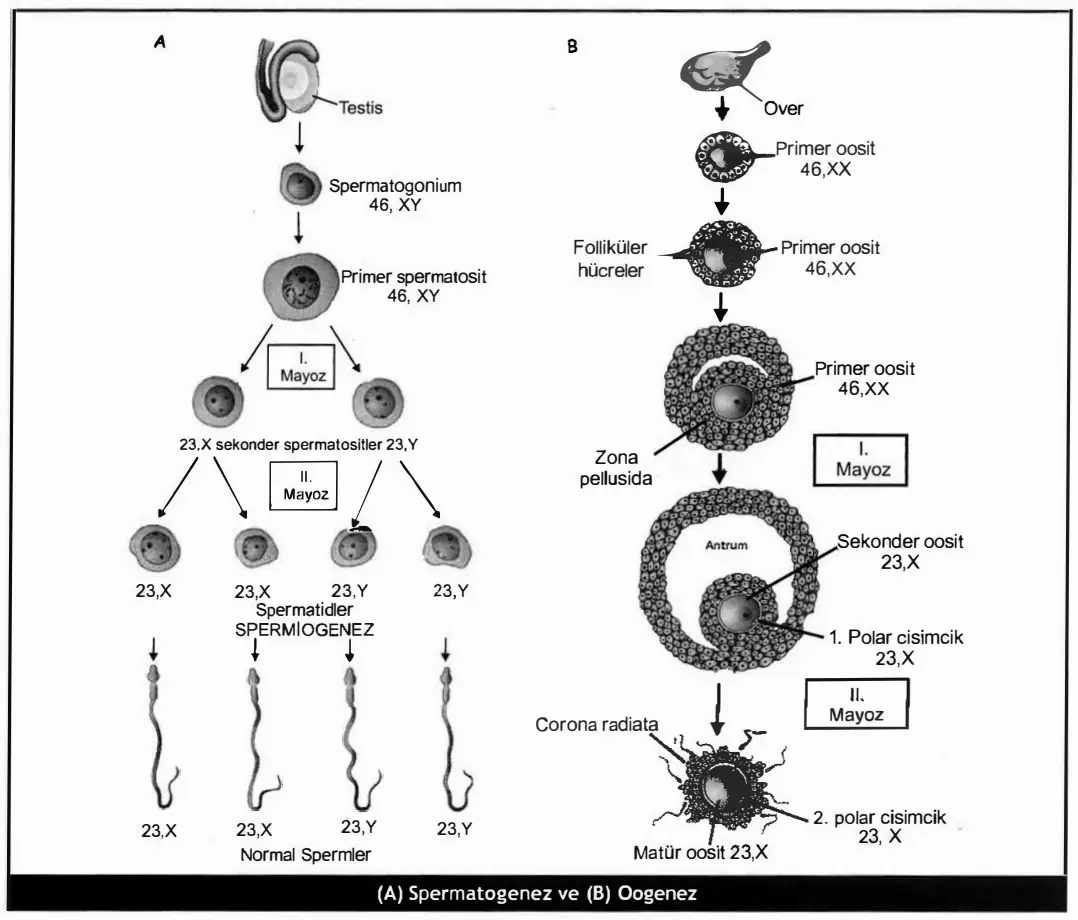 A
Testis
Spermatogonium
46, XY
Primer spermatosit
46, XY
I.
Mayoz
23,X sekonder spermatositler 23,Y
II.
Mayoz
23,X
23,X
23,Y
23,Y
Spermatidler
SPERMİOGENEZ
23,X
23,X
23,Y
23,Y
Normal Spermler
B
Over
Primer oosit
46,XX
Folliküler
hücreler
Primer oosit
46,XX
Primer oosit
46,XX
Zona
pellusida
I.
Mayoz
Antrum
Sekonder oosit
23,X
1. Polar cisimcik
23,X
II.
Mayoz
Corona radiata
2. polar cisimcik
23, X
Matür oosit 23,X
(A) Spermatogenez ve (B) Oogenez